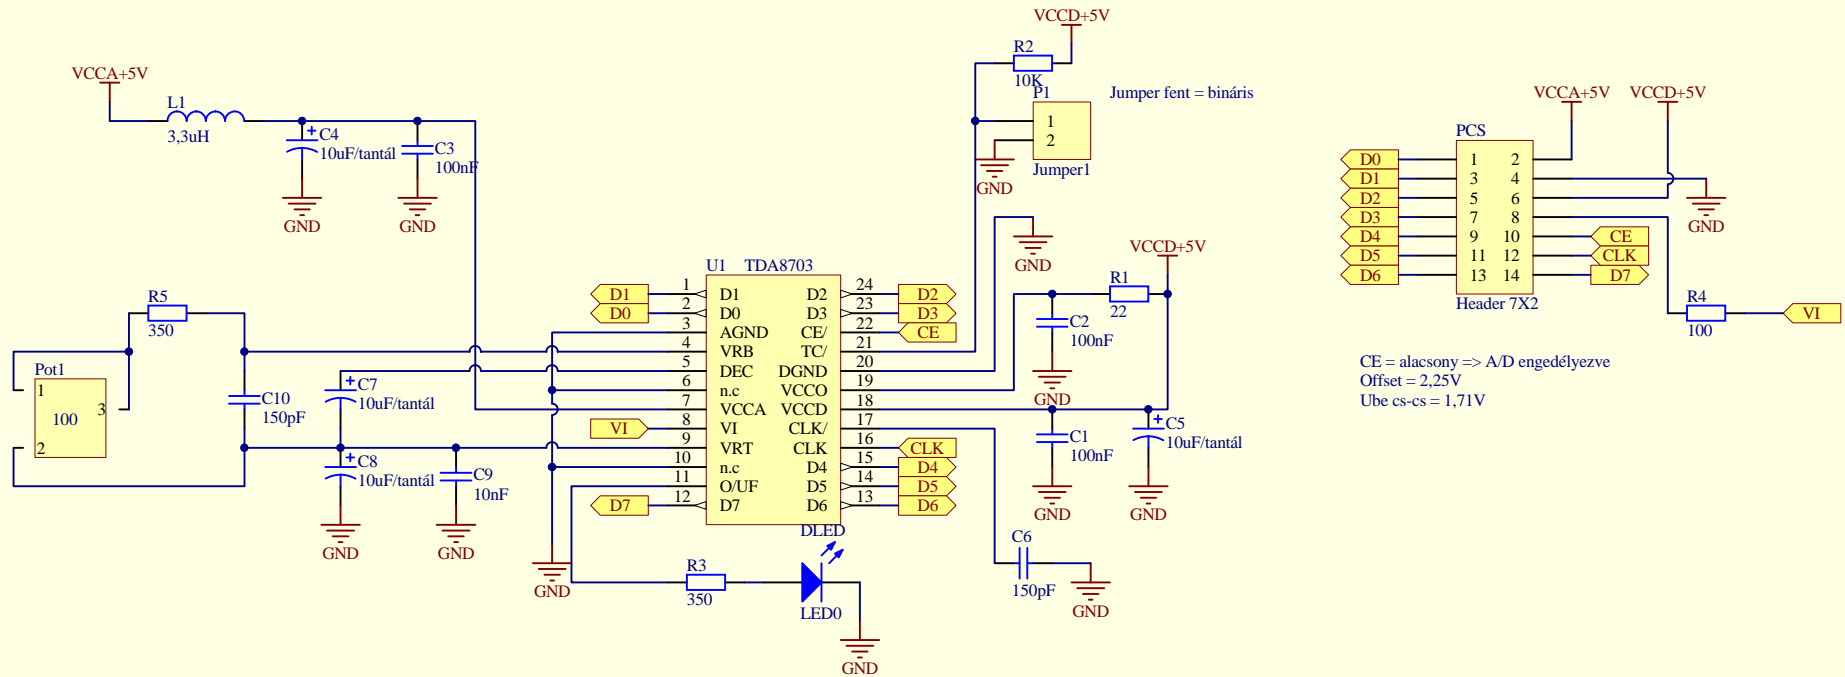 VCCD+5V
R2
10K
P1
Jumper fent = bináris
1
2
Jumper1
GND
VCCA+5V
L1
3,3uH
C4
10uF/tantál
C3
100nF
GND
GND
VCCA+5V VCCD+5V
PCS
D0 1 2
D1 3 4
D2 5 6
D3 7 8
D4 9 10 CE
D5 11 12 CLK
D6 13 14 D7
Header 7X2
GND
R4
100
VI
CE = alacsony => A/D engedélyezve
Offset = 2,25V
Ube cs-cs = 1,71V
GND
VCCD+5V
R1
22
C2
100nF
GND
U1 TDA8703
D1 1 D1 D2 24 D2
D0 2 D0 D3 23 D3
3 AGND CE/ 22 CE
4 VRB TC/ 21
5 DEC DGND 20
6 n.c VCCO 19
7 VCCA VCCD 18
VI 8 VI CLK/ 17
9 VRT CLK 16 CLK
10 n.c D4 15 D4
11 O/UF D5 14 D5
D7 12 D7 D6 13 D6
R5
350
Pot1
1
100
3
2
C10
150pF
C7
10uF/tantál
C8
10uF/tantál
C9
10nF
GND
GND
C1
100nF
C5
10uF/tantál
GND
GND
DLED
LED0
R3
350
GND
GND
C6
150pF
GND